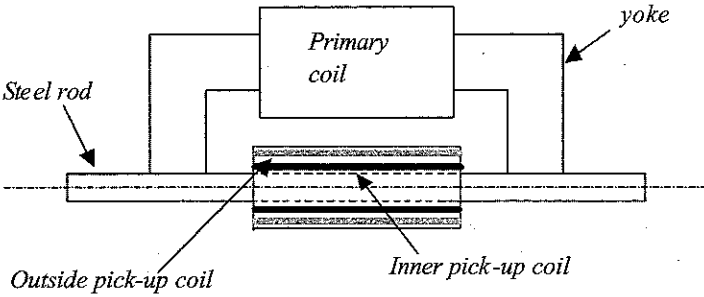 yoke
Primary
coil
Steel rod
Outside pick-up coil
Inner pick-up coil